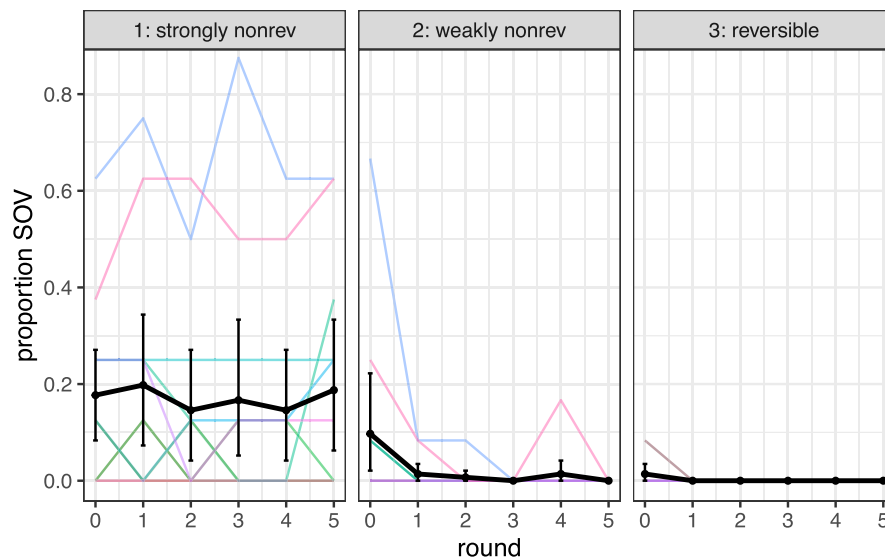 1: strongly nonrev 2: weakly nonrev 3: reversible
proportion SOV
0.8
0.6
0.4
0.2
0.0
0 1 2 3 4 5 0 1 2 3 4 5 0 1 2 3 4 5
round